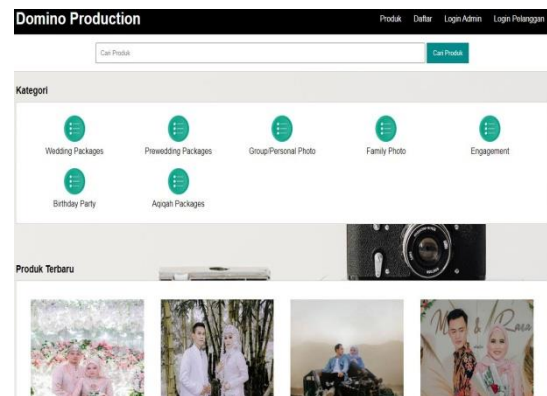 Domino Production
Produk Daftar Login Admin Login Pelanggan
Cari Produk Cari Produk
Kategori
Wedding Packages Prewedding Packages Group/Personal Photo Family Photo Engagement
Birthday Party Aqiqah Packages
Produk Terbaru